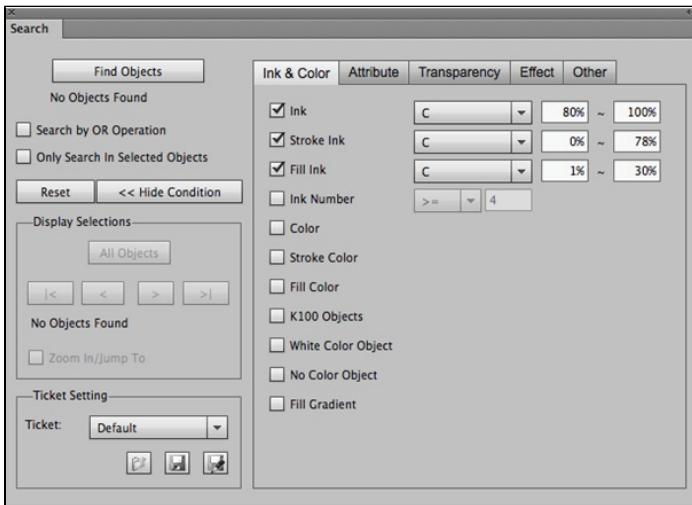 Search
Find Objects
No Objects Found
Search by OR Operation
Only Search In Selected Objects
Reset
<< Hide Condition
Display Selections
All Objects
|<
<
>
>|
No Objects Found
Zoom In/Jump To
Ticket Setting
Ticket:
Default
Ink & Color
Attribute
Transparency
Effect
Other
Ink C 80% ~ 100%
Stroke Ink C 0% ~ 78%
Fill Ink C 1% ~ 30%
Ink Number >= 4
Color
Stroke Color
Fill Color
K100 Objects
White Color Object
No Color Object
Fill Gradient